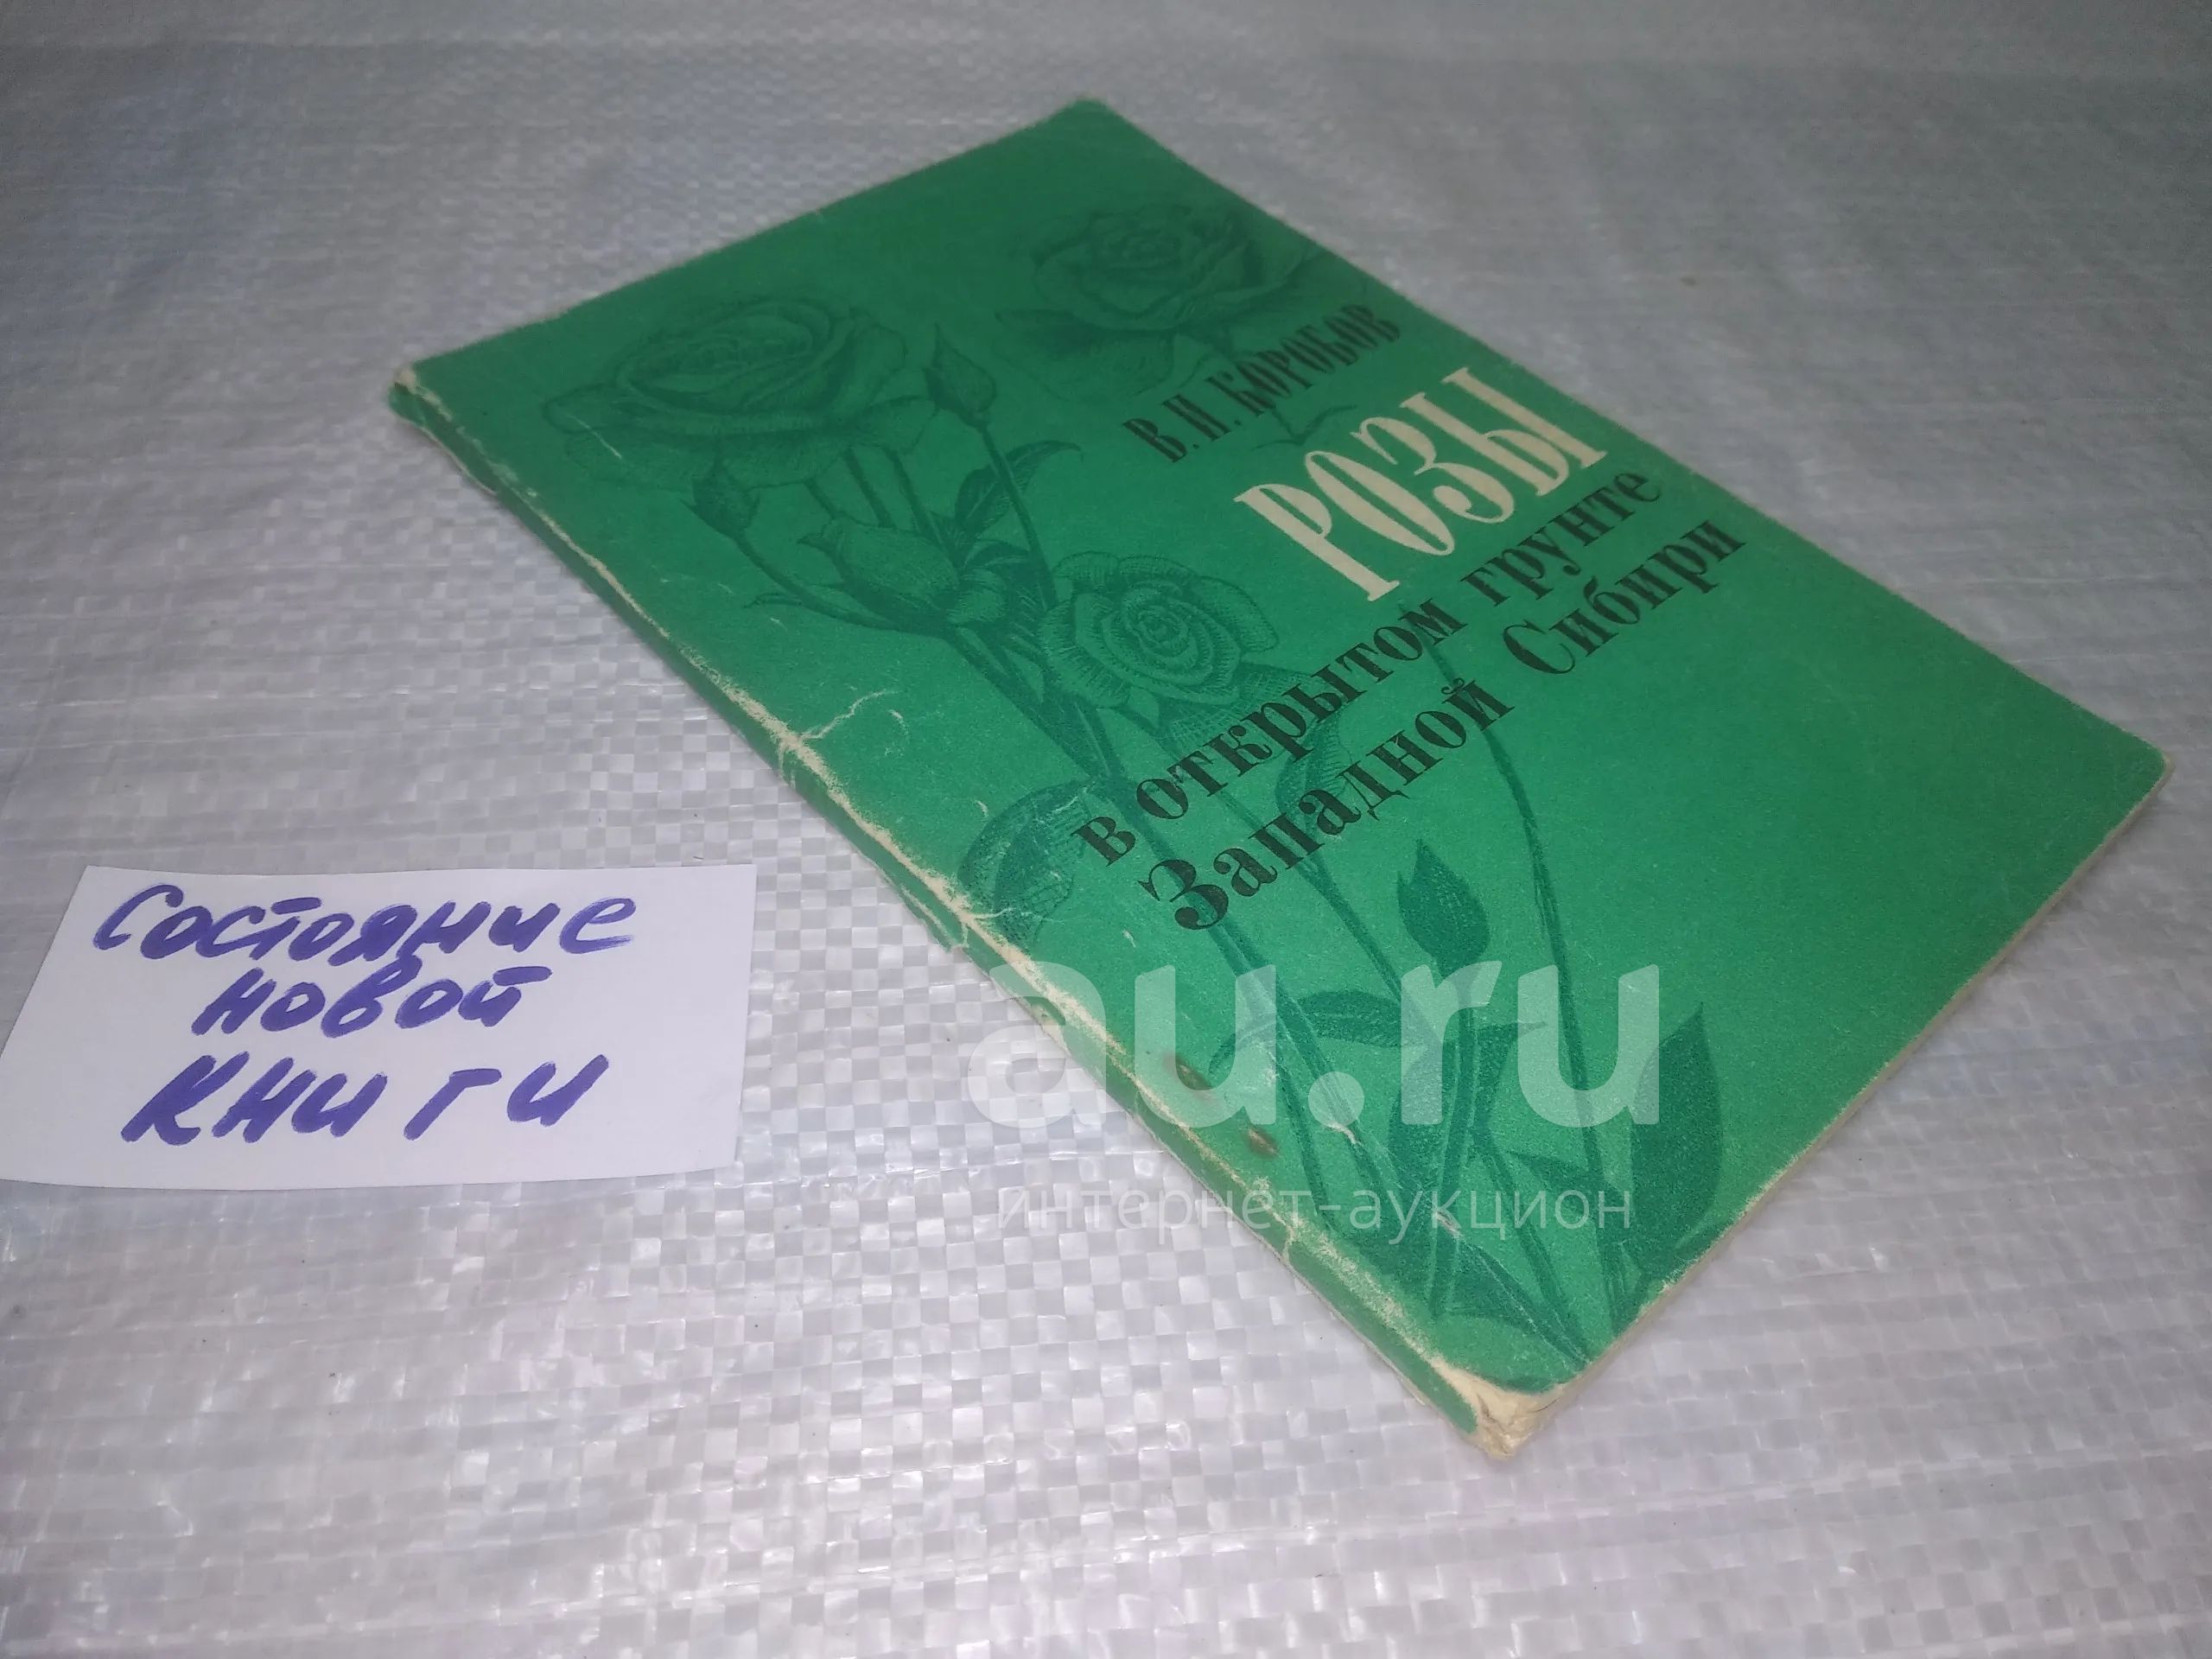 В. И. КОРОБОВ
РОЗЫ
в открытом грунте
Западной Сибири
Состояние
новой
книги
au.ru
интернет-аукцион